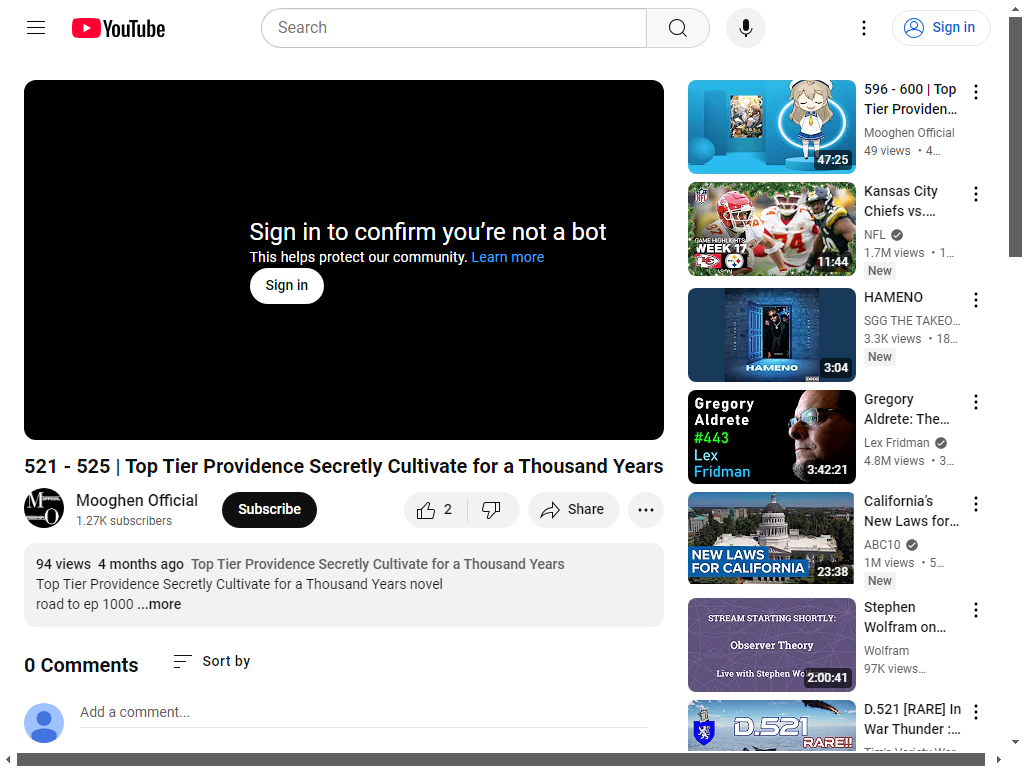 YouTube
Search
Sign in
Sign in to confirm you’re not a bot
This helps protect our community. Learn more
Sign in
521 - 525 | Top Tier Providence Secretly Cultivate for a Thousand Years
Mooghen Official
1.27K subscribers
Subscribe
2
Share
94 views 4 months ago Top Tier Providence Secretly Cultivate for a Thousand Years
Top Tier Providence Secretly Cultivate for a Thousand Years novel
road to ep 1000 ...more
0 Comments
Sort by
Add a comment...
47:25
596 - 600 | Top
Tier Providen...
Mooghen Official
49 views • 4...
NFL
GAME HIGHLIGHTS
WEEK 17
11:44
Kansas City
Chiefs vs....
NFL
1.7M views • 1...
New
HAMENO
3:04
HAMENO
SGG THE TAKEO...
3.3K views • 18...
New
Gregory
Aldrete
#443
Lex
Fridman
3:42:21
Gregory
Aldrete: The...
Lex Fridman
4.8M views • 3...
NEW LAWS
FOR CALIFORNIA
23:38
California’s
New Laws for...
ABC10
1M views • 5...
New
STREAM STARTING SHORTLY:
Observer Theory
Live with Stephen Wol
2:00:41
Stephen
Wolfram on...
Wolfram
97K views...
D.521
RARE!!
D.521 [RARE] In
War Thunder :...